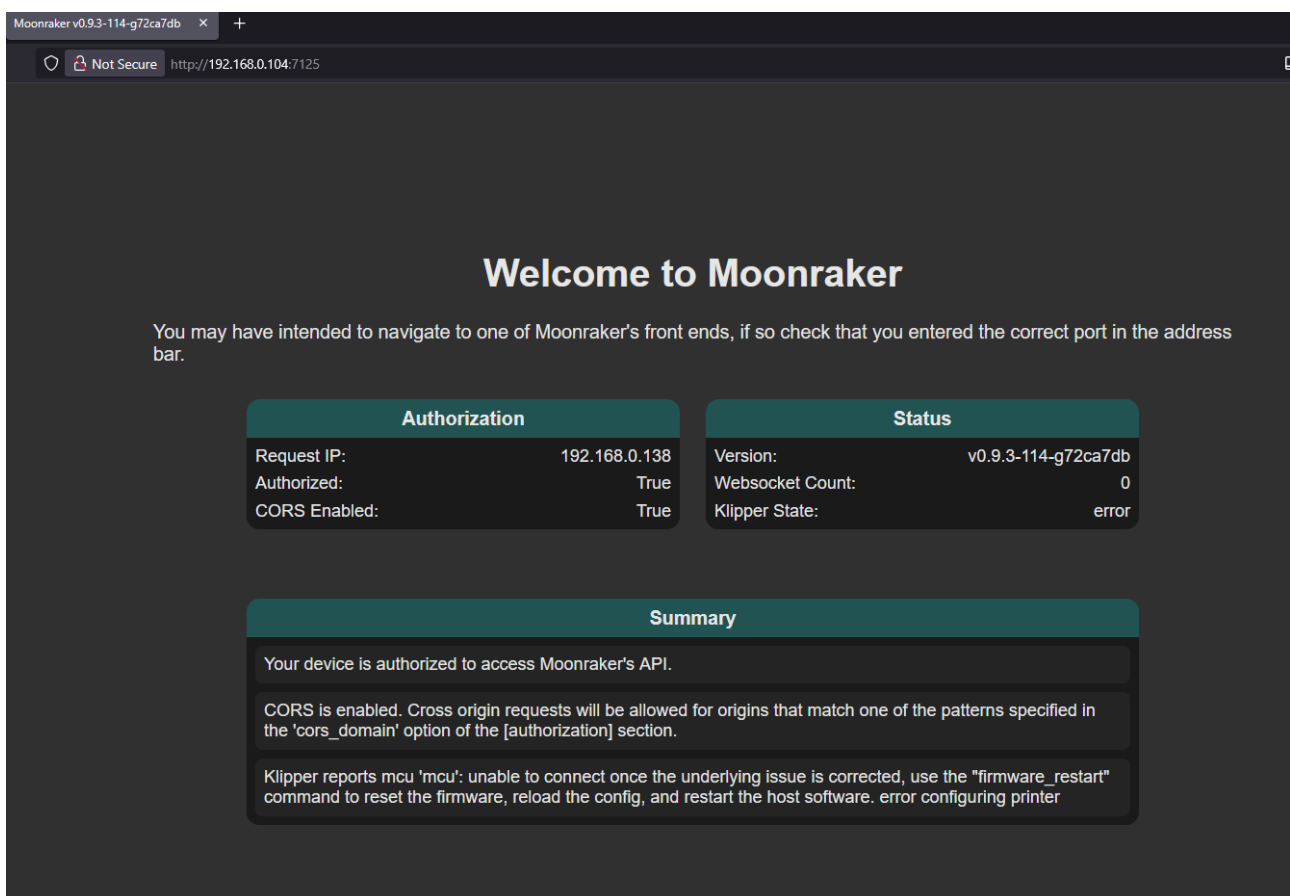 Moonraker v0.9.3-114-g72ca7db
Not Secure http://192.168.0.104:7125
Welcome to Moonraker
You may have intended to navigate to one of Moonraker's front ends, if so check that you entered the correct port in the address
bar.
Authorization
Request IP: 192.168.0.138
Authorized: True
CORS Enabled: True
Status
Version: v0.9.3-114-g72ca7db
Websocket Count: 0
Klipper State: error
Summary
Your device is authorized to access Moonraker's API.
CORS is enabled. Cross origin requests will be allowed for origins that match one of the patterns specified in
the 'cors_domain' option of the [authorization] section.
Klipper reports mcu 'mcu': unable to connect once the underlying issue is corrected, use the "firmware_restart"
command to reset the firmware, reload the config, and restart the host software. error configuring printer